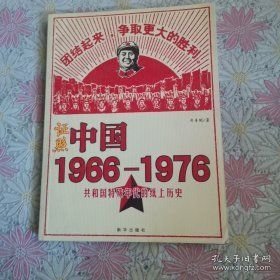 团结起来 争取更大的胜利
证照
中国
1966-1976
共和国特殊年代的纸上历史
新华出版社
孔夫子旧书网